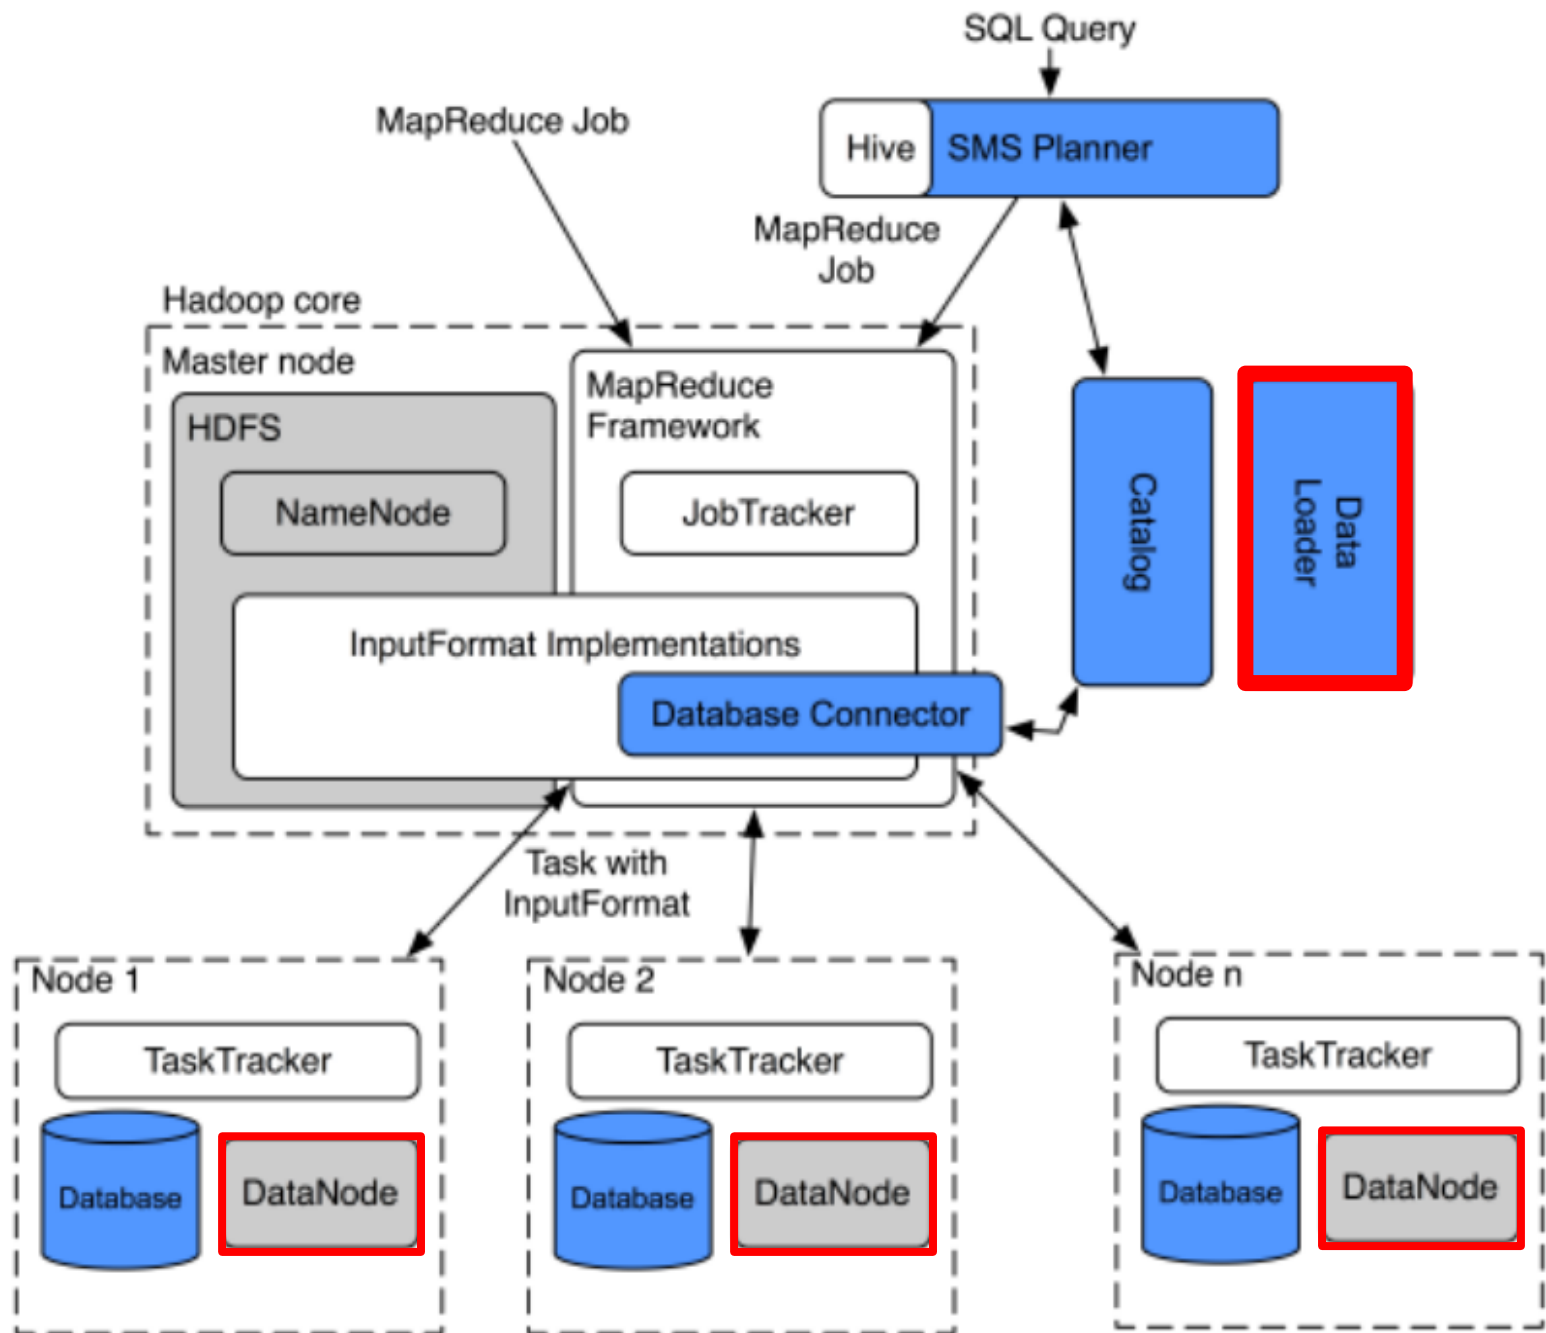 SQL Query
MapReduce Job
Hive
SMS Planner
MapReduce
Job
Hadoop core
Master node
HDFS
MapReduce
Framework
NameNode
JobTracker
Catalog
Data
Loader
InputFormat Implementations
Database Connector
Task with
InputFormat
Node 1
TaskTracker
Database
DataNode
Node 2
TaskTracker
Database
DataNode
Node n
TaskTracker
Database
DataNode